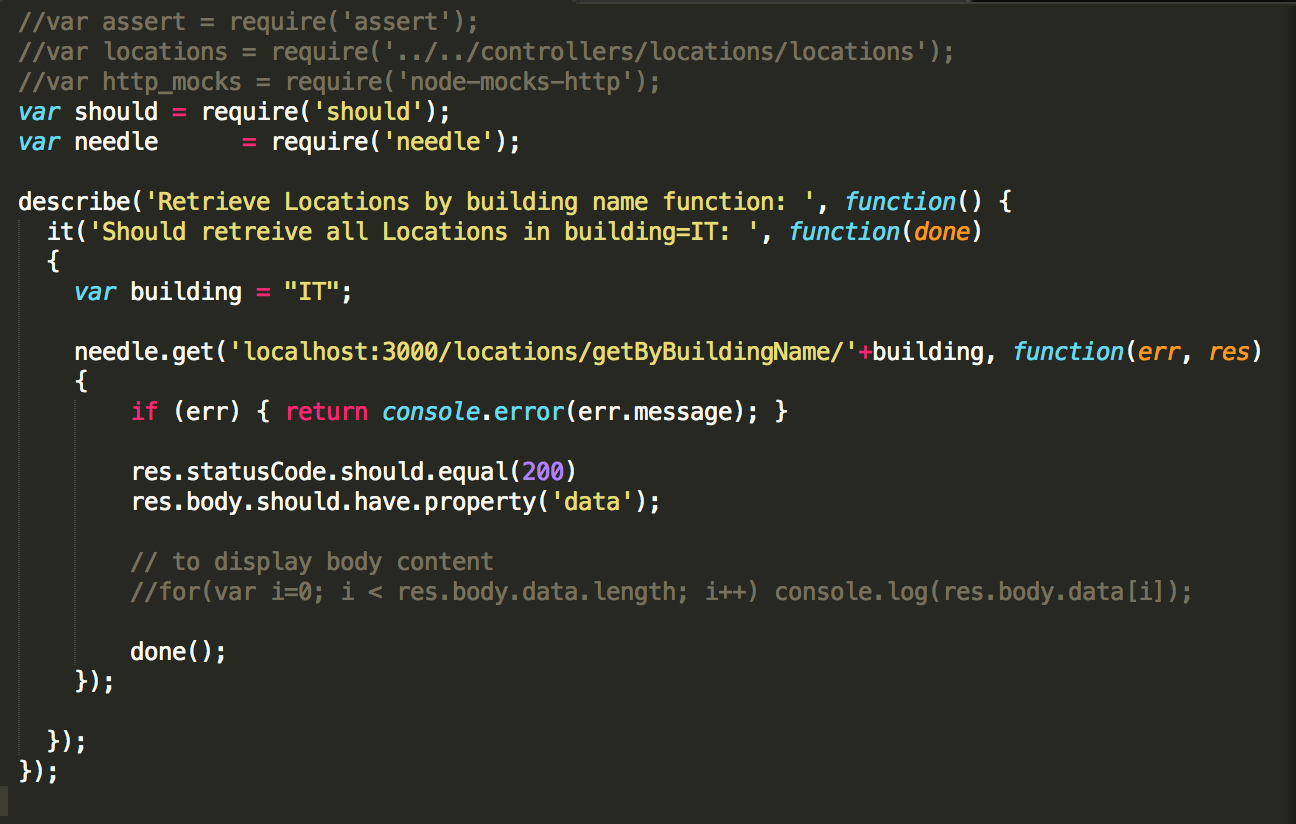 //var assert = require('assert');
//var locations = require('../../controllers/locations/locations');
//var http_mocks = require('node-mocks-http');
var should = require('should');
var needle      = require('needle');
describe('Retrieve Locations by building name function: ', function() {
it('Should retreive all Locations in building=IT: ', function(done)
{
var building = "IT";
needle.get('localhost:3000/locations/getByBuildingName/'+building, function(err, res)
{
if (err) { return console.error(err.message); }
res.statusCode.should.equal(200)
res.body.should.have.property('data');
// to display body content
//for(var i=0; i < res.body.data.length; i++) console.log(res.body.data[i]);
done();
});
});
});